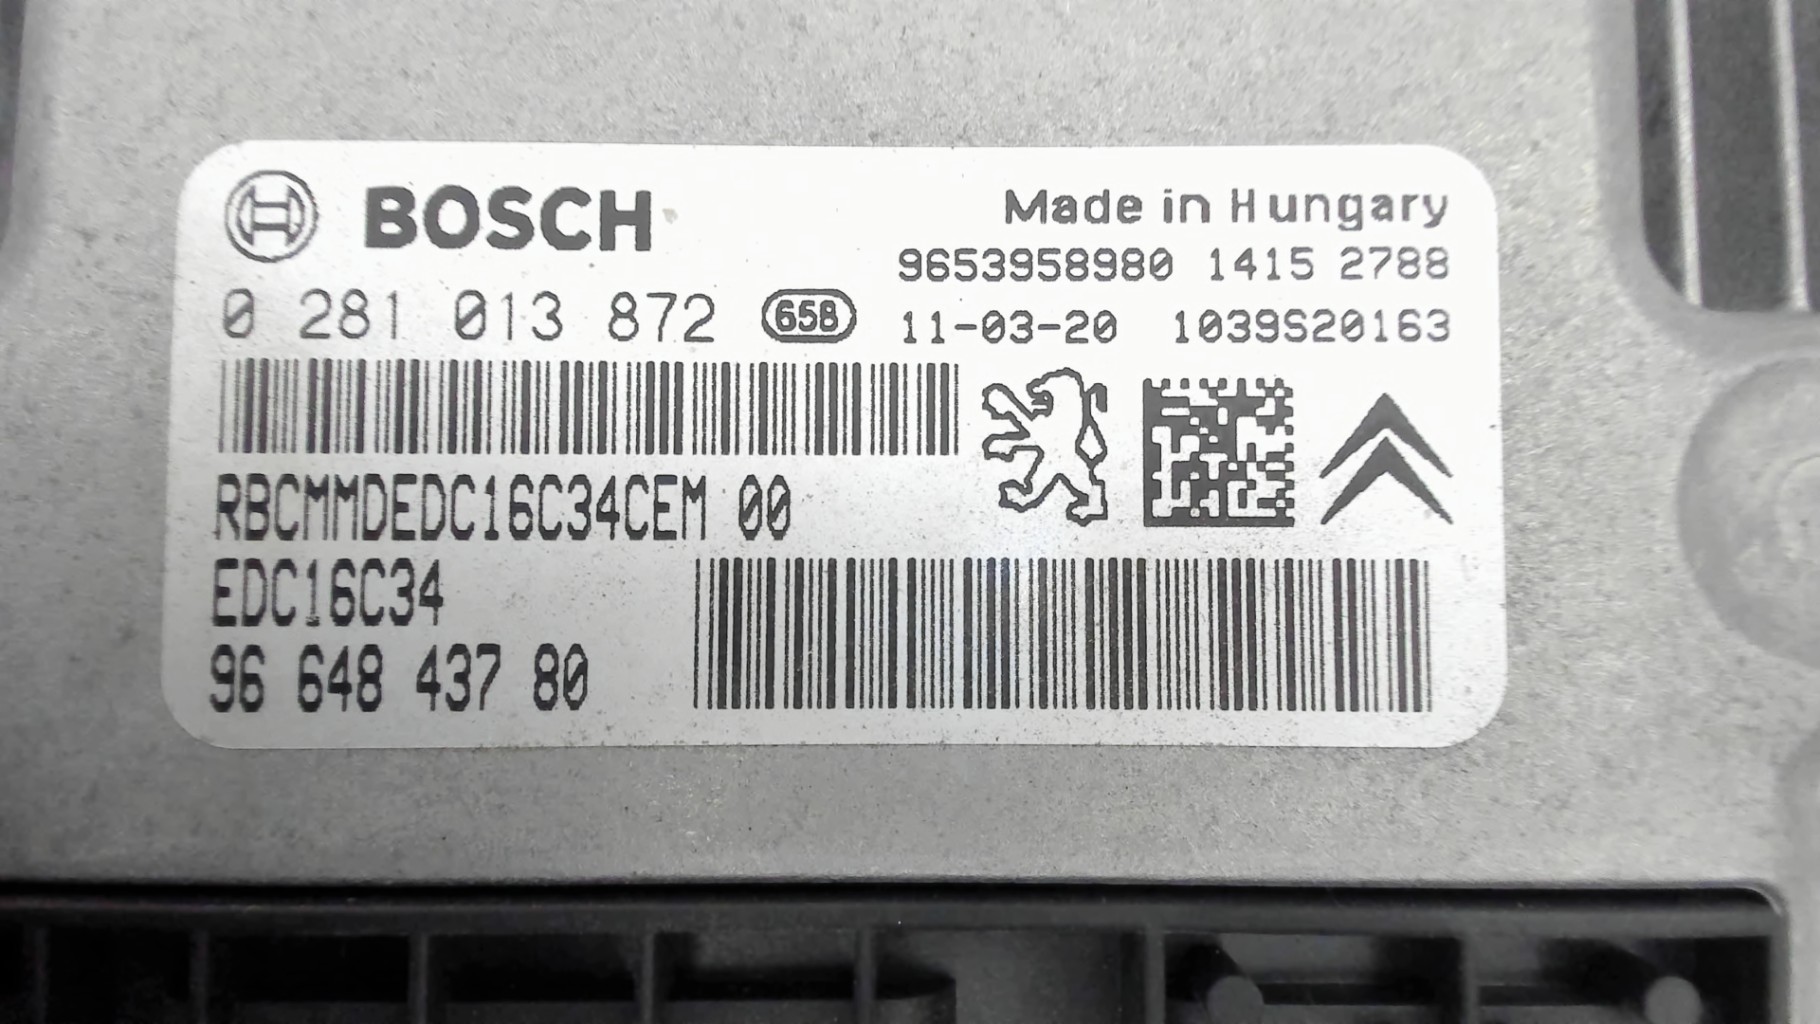 BOSCH
Made in Hungary
9653958980 1415 2788
0 281 013 872 658
11-03-20 1039S20163
RBCMMDEDC16C34CEM 00
EDC16C34
96 648 437 80